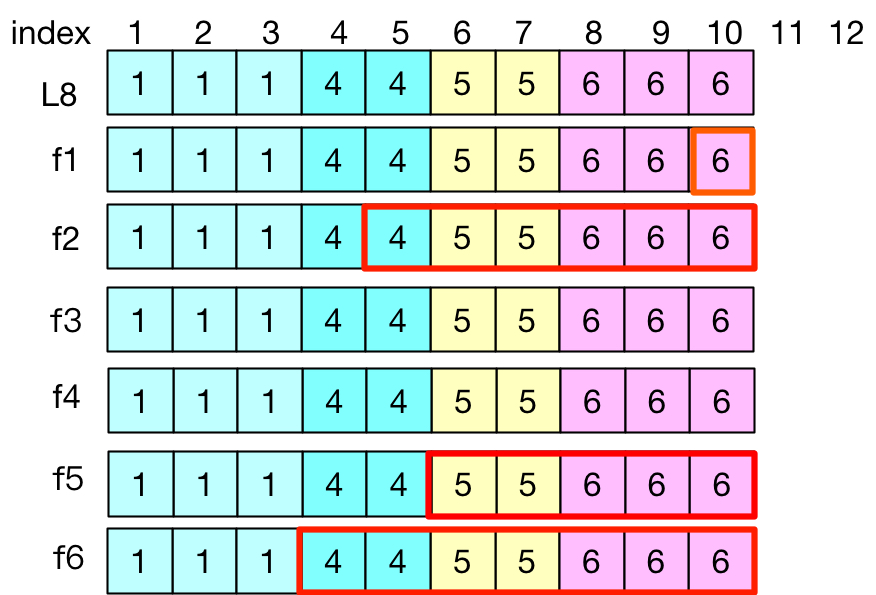 index 1 2 3 4 5 6 7 8 9 10 11 12
L8 1 1 1 4 4 5 5 6 6 6
f1 1 1 1 4 4 5 5 6 6 6
f2 1 1 1 4 4 5 5 6 6 6
f3 1 1 1 4 4 5 5 6 6 6
f4 1 1 1 4 4 5 5 6 6 6
f5 1 1 1 4 4 5 5 6 6 6
f6 1 1 1 4 4 5 5 6 6 6